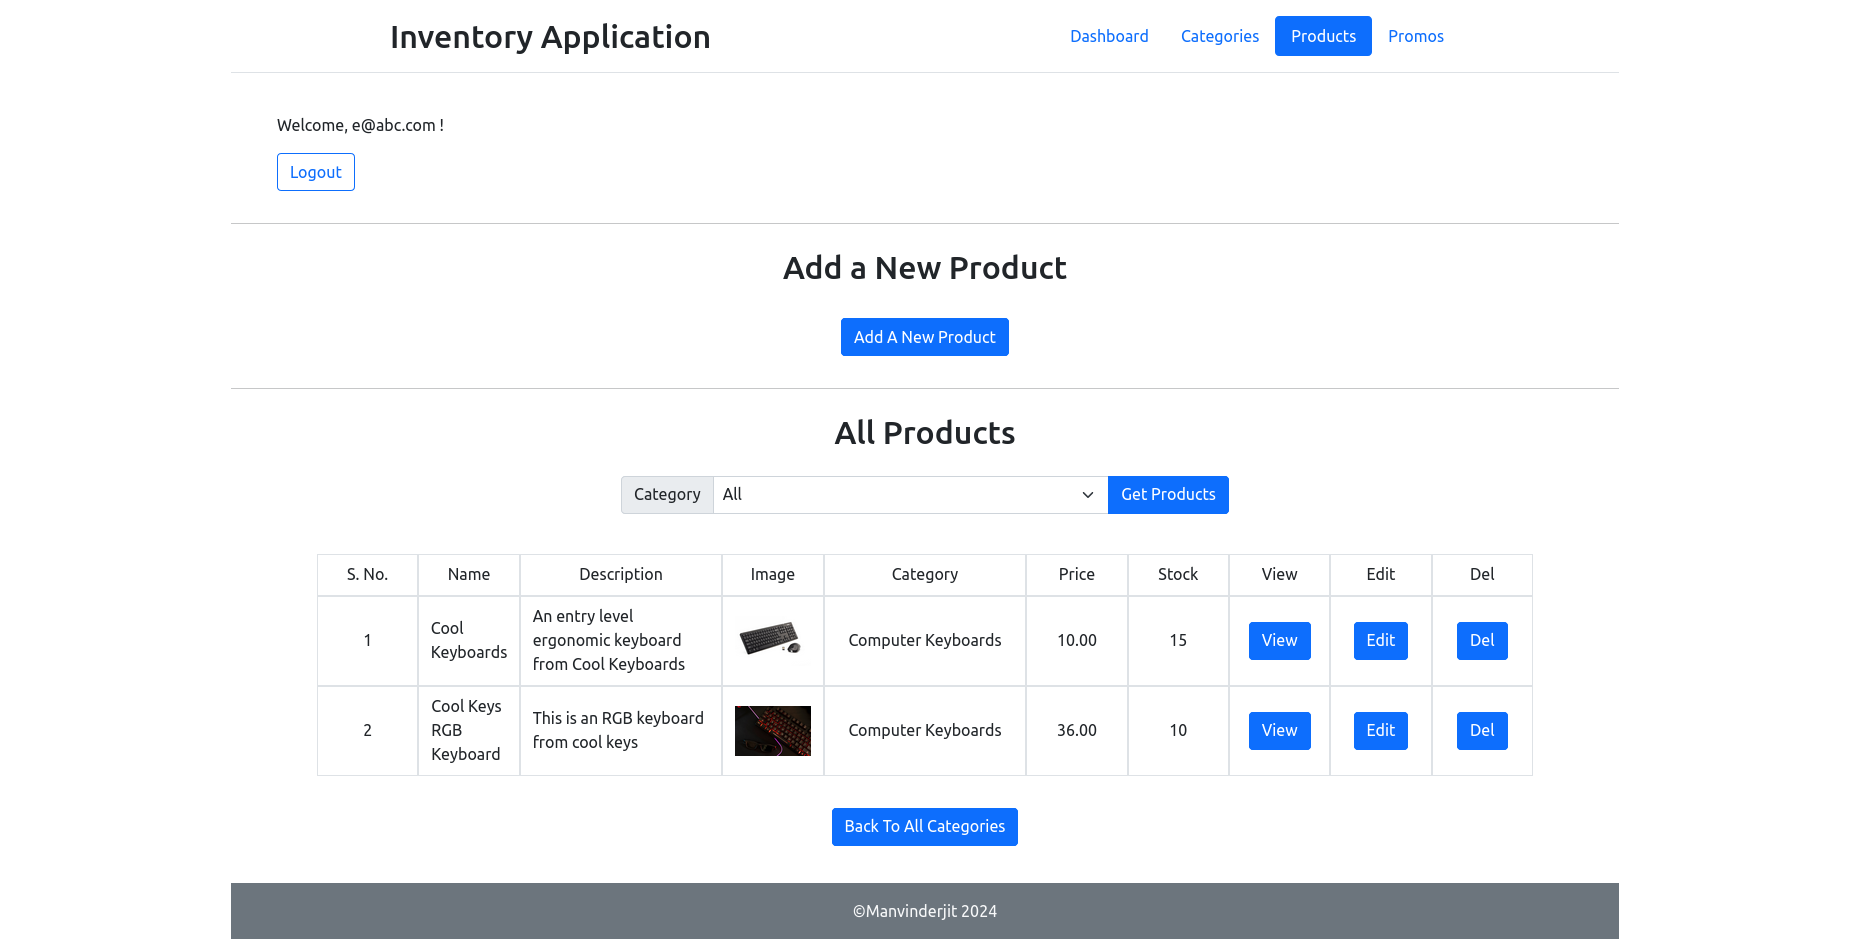 Inventory Application
Dashboard Categories Products Promos
Welcome, e@abc.com !
Logout
Add a New Product
Add A New Product
All Products
Category All Get Products
S. No. Name Description Image Category Price Stock View Edit Del
1
Cool
Keyboards
An entry level
ergonomic keyboard
from Cool Keyboards
Computer Keyboards
10.00
15
View
Edit
Del
2
Cool Keys
RGB
Keyboard
This is an RGB keyboard
from cool keys
Computer Keyboards
36.00
10
View
Edit
Del
Back To All Categories
©Manvinderjit 2024